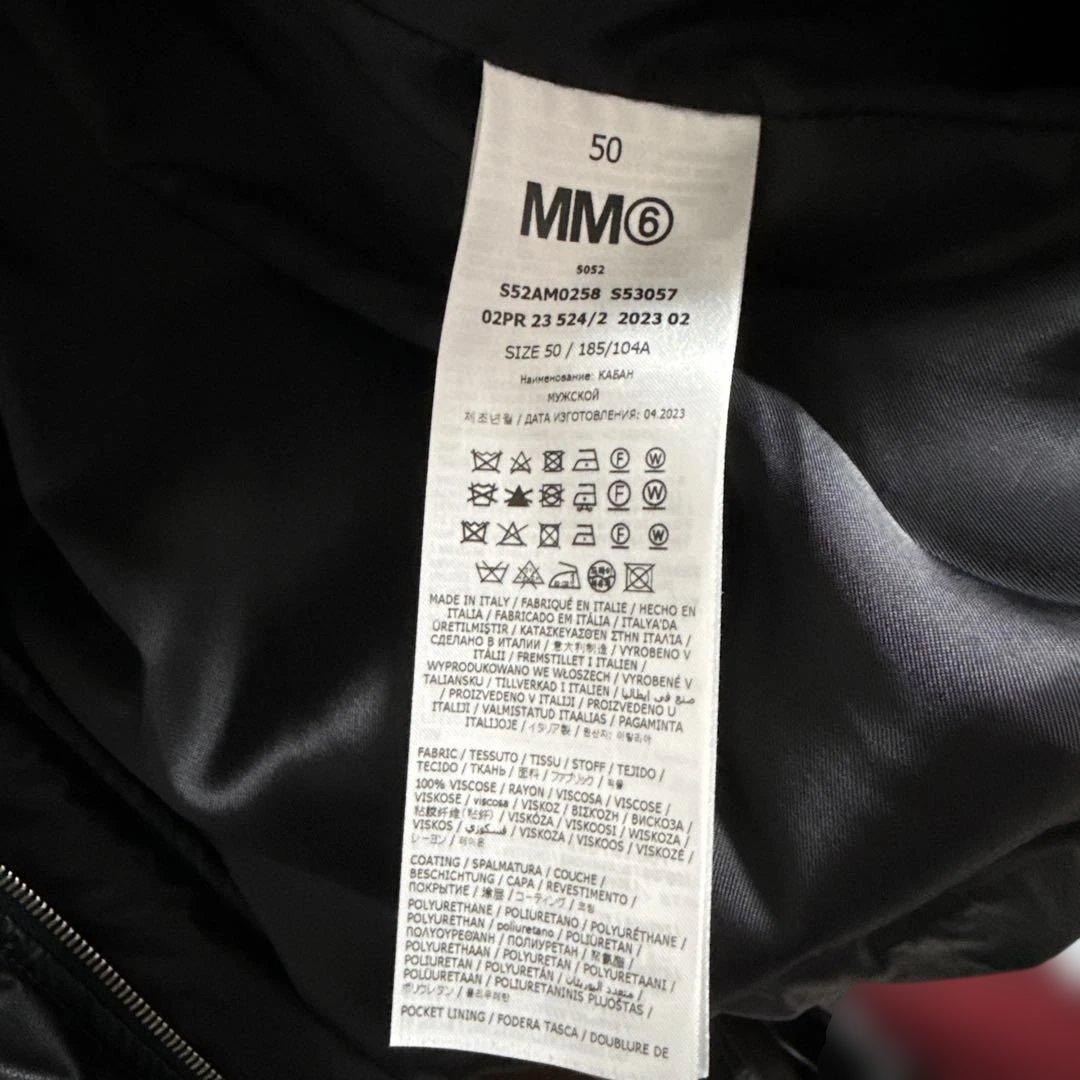 50
MM⑥
S052
S52AM0258 S53057
02PR 23 524/2 2023 02
SIZE 50 / 185/104A
Наименование: КАБАН
МУЖСКОЙ
제조년월 / ДАТА ИЗГОТОВЛЕНИЯ: 04.2023
F W
F W
F W
MADE IN ITALY / FABRIQUÉ EN ITALIE / HECHO EN
ITALIA / FABRICADO EM ITÁLIA / ITALYA'DA
ÜRETILMIŞTIR / ΚΑΤΑΣΚΕΥΑΣΘΕΝ ΣΤΗΝ ΙΤΑΛΙΑ /
СДЕЛАНО В ИТАЛИИ / 意大利制造 / VYROBENO V
ITÁLII / FREMSTILLET I ITALIEN /
WYPRODUKOWANO WE WŁOSZECH / VYROBENÉ V
TALIANSKU / TILLVERKAD I ITALIEN / صنع في إيطاليا
/ PROIZVEDENO V ITALIJI / PROIZVEDENO U
ITALIJI / VALMISTATUD ITAALIAS / PAGAMINTA
ITALIJOJE / イタリア製 / 원산지: 이탈리아
FABRIC / TESSUTO / TISSU / STOFF / TEJIDO /
TECIDO / ТКАНЬ / 面料 / ファブリック / 직물
100% VISCOSE / RAYON / VISCOSA / VISCOSE /
VISKOSE / viscosa / VISKOZ / ΒΙΣΚΟΖΗ / ВИСКОЗА /
粘胶纤维(粘纤) / VISKÓZA / VISKOOSI / WISKOZA /
VISKOS / فسكوزي / VISKOZA / VISKOOS / VISKOZĖ /
レーヨン / 레이온
COATING / SPALMATURA / COUCHE /
BESCHICHTUNG / CAPA / REVESTIMENTO /
ПОКРЫТИЕ / 涂层 / コーティング / 코팅
POLYURETHANE / POLIURETANO / POLYURÉTHANE /
POLYURETHAN / poliuretano / POLIÜRETAN /
ΠΟΛΥΟΥΡΕΘΑΝΗ / ПОЛИУРЕТАН / 聚氨酯 /
POLYURETHAAN / POLYURETAN / POLYURETAANI /
POLIURETAN / POLYURETÁN / متعدد اليوريتان /
POLÜURETAAN / POLIURETANINIS PLUOŠTAS /
ポリウレタン / 폴리우레탄
POCKET LINING / FODERA TASCA / DOUBLURE DE